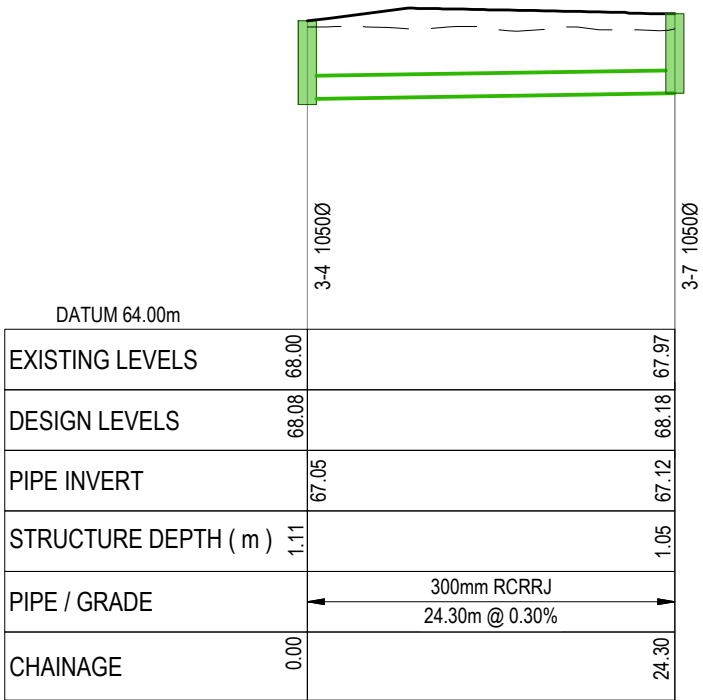 3-4 1050Ø
3-7 1050Ø
DATUM 64.00m
EXISTING LEVELS 68.00 67.97
DESIGN LEVELS 68.08 68.18
PIPE INVERT 67.05 67.12
STRUCTURE DEPTH ( m ) 1.11 1.05
PIPE / GRADE 300mm RCRRJ
24.30m @ 0.30%
CHAINAGE 0.00 24.30